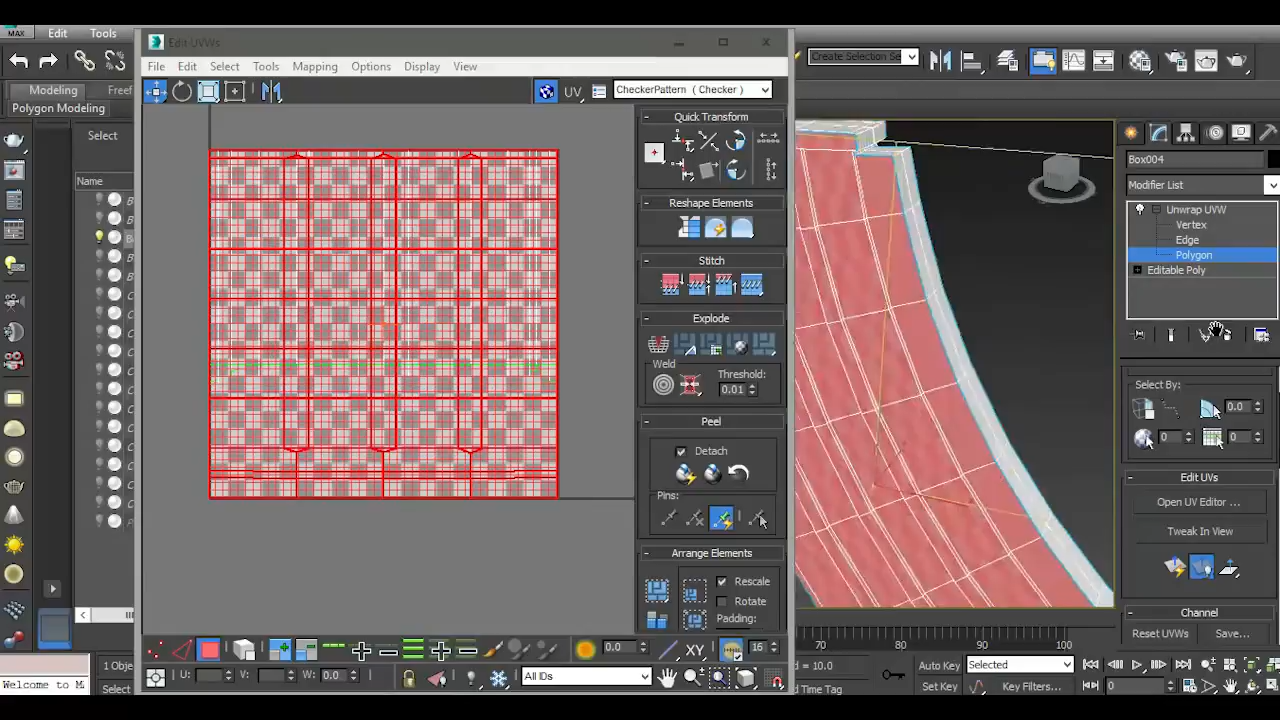 MAX
Edit Tools
Edit UVWs
File Edit Select Tools Mapping Options Display View
Create Selection Se
Modeling Freef
Polygon Modeling
UV
CheckerPattern ( Checker )
Select
Name
Quick Transform
Reshape Elements
Stitch
Explode
Weld
Threshold:
0.01
Peel
Detach
Pins:
Arrange Elements
Rescale
Rotate
Padding:
Box004
Modifier List
Unwrap UVW
Vertex
Edge
Polygon
Editable Poly
Select By:
0.0
0 0
Edit UVs
Open UV Editor ...
Tweak In View
Channel
Reset UVWs Save...
0.0
XY
16
U: V: W: 0.0
All IDs
70 80 90 100
= 10.0
Time Tag
Auto Key Selected
Set Key Key Filters...
0
1 Objec
Welcome to M
Select